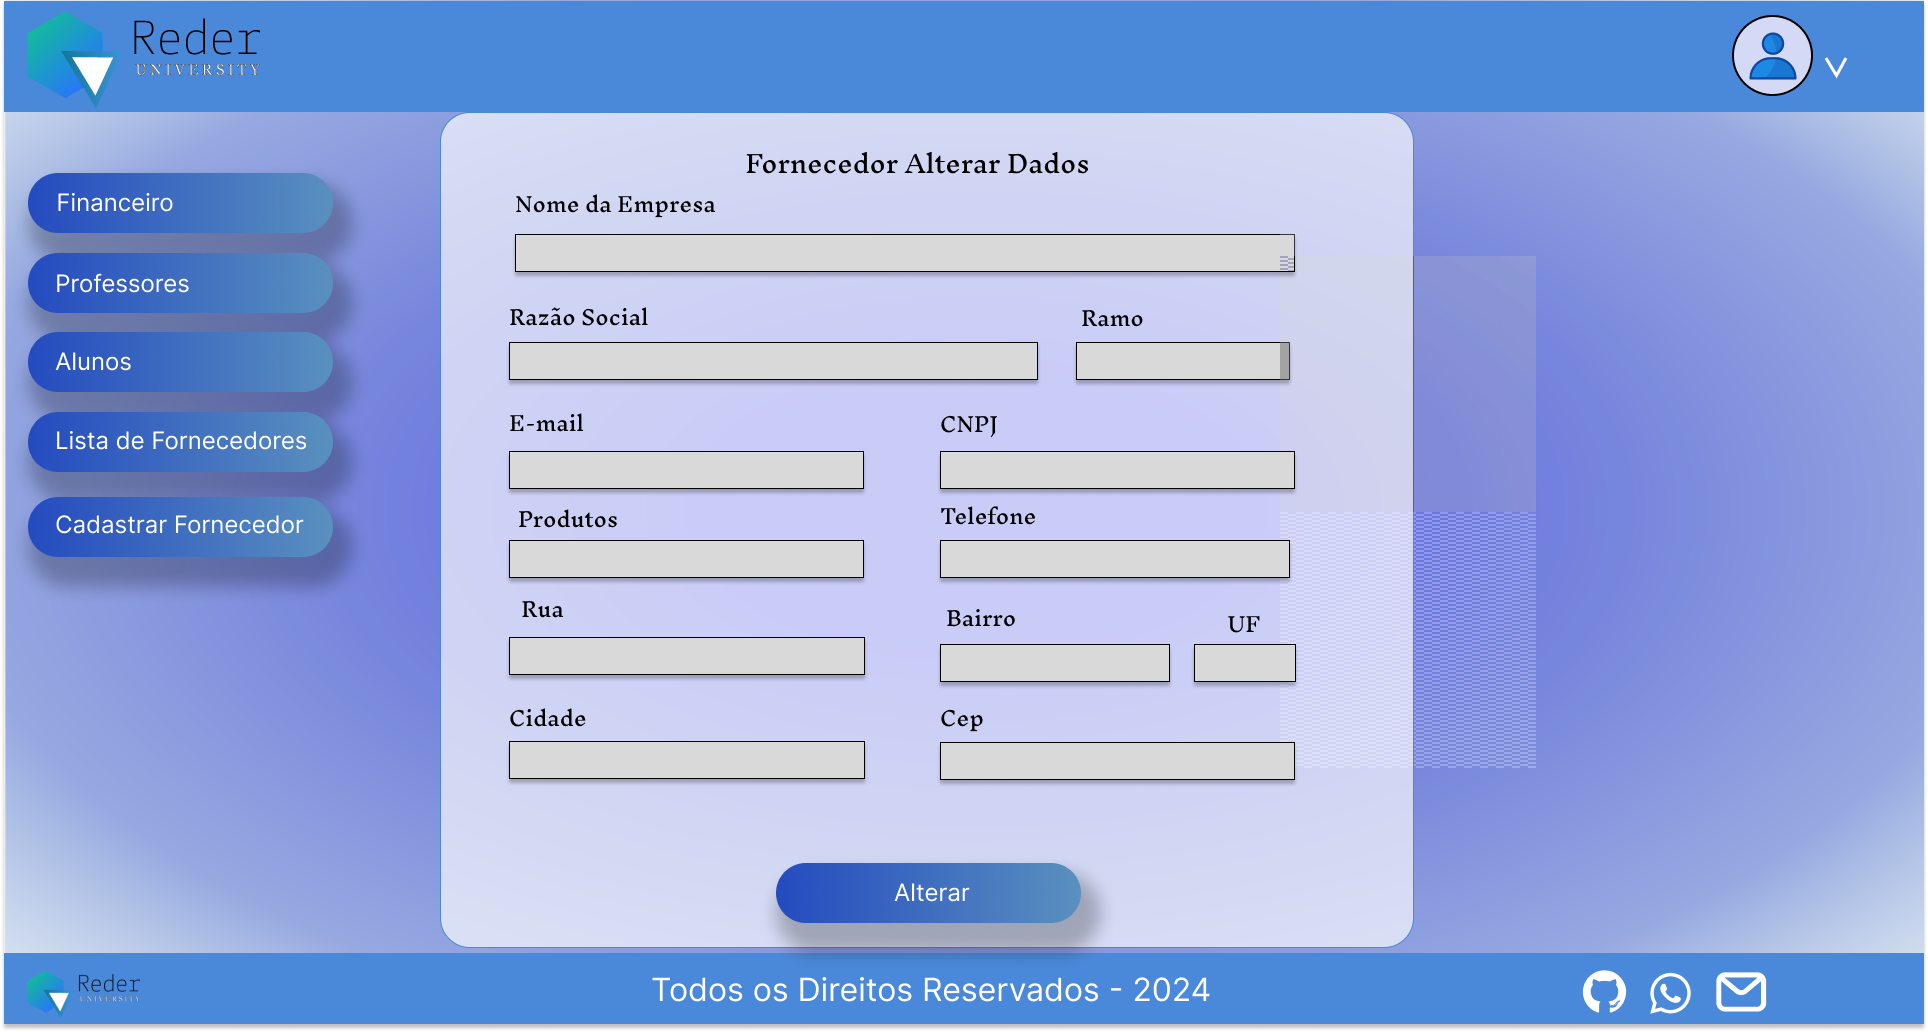 Reder
UNIVERSITY
Financeiro
Professores
Alunos
Lista de Fornecedores
Cadastrar Fornecedor
Fornecedor Alterar Dados
Nome da Empresa
Razão Social
Ramo
E-mail
CNPJ
Produtos
Telefone
Rua
Bairro
UF
Cidade
Cep
Alterar
Reder
UNIVERSITY
Todos os Direitos Reservados - 2024